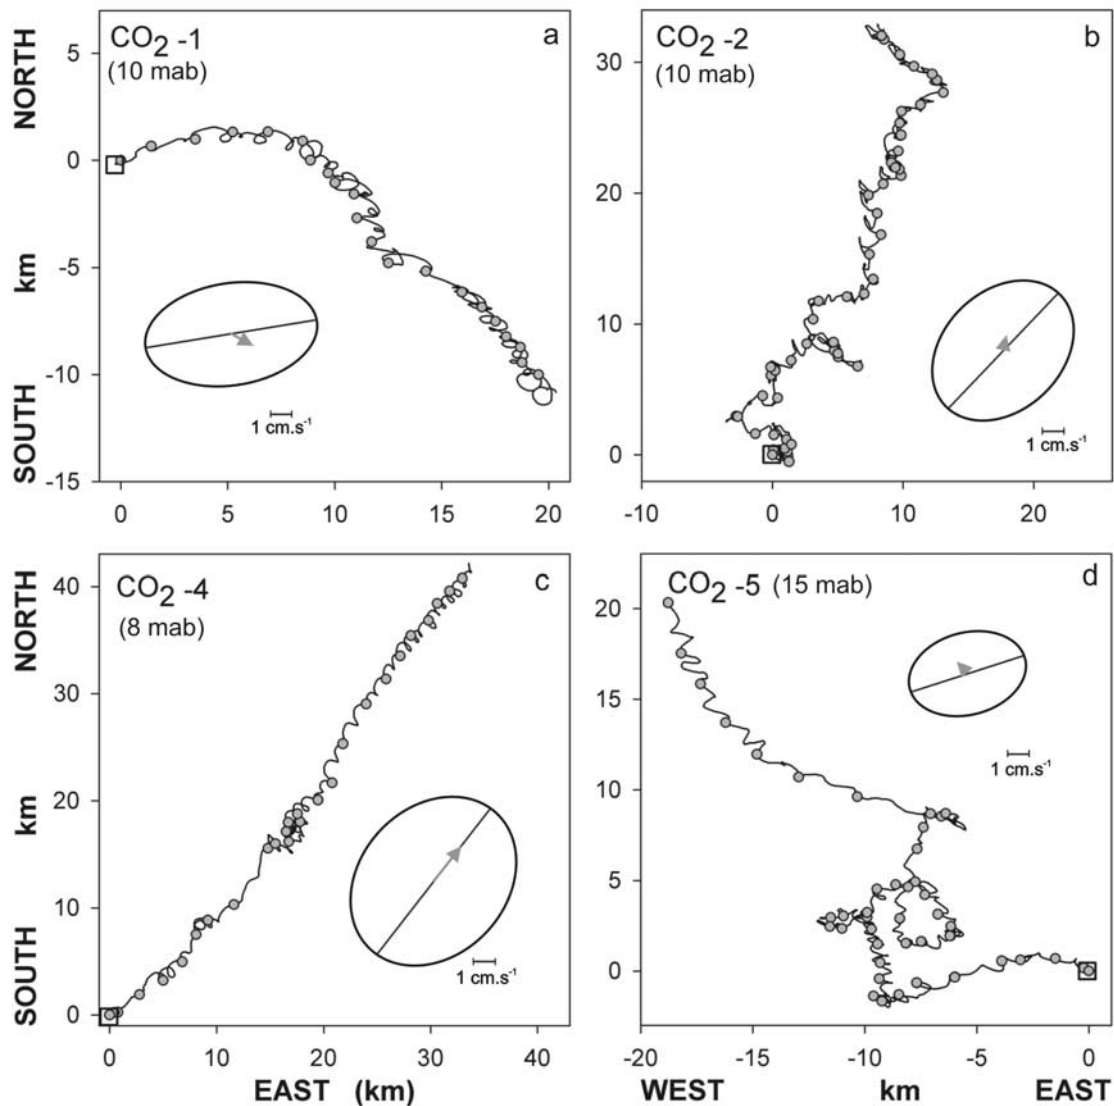 CO2 -1
(10 mab)
a
NORTH
km
SOUTH
5
0
-5
-10
-15
1 cm.s-1
0 5 10 15 20
CO2 -2
(10 mab)
b
30
20
10
0
1 cm.s-1
-10 0 10 20
CO2 -4
(8 mab)
c
NORTH
km
SOUTH
40
30
20
10
0
1 cm.s-1
0 10 20 30 40
EAST (km)
CO2 -5 (15 mab)
d
20
15
10
5
0
1 cm.s-1
-20 -15 -10 -5 0
WEST km EAST